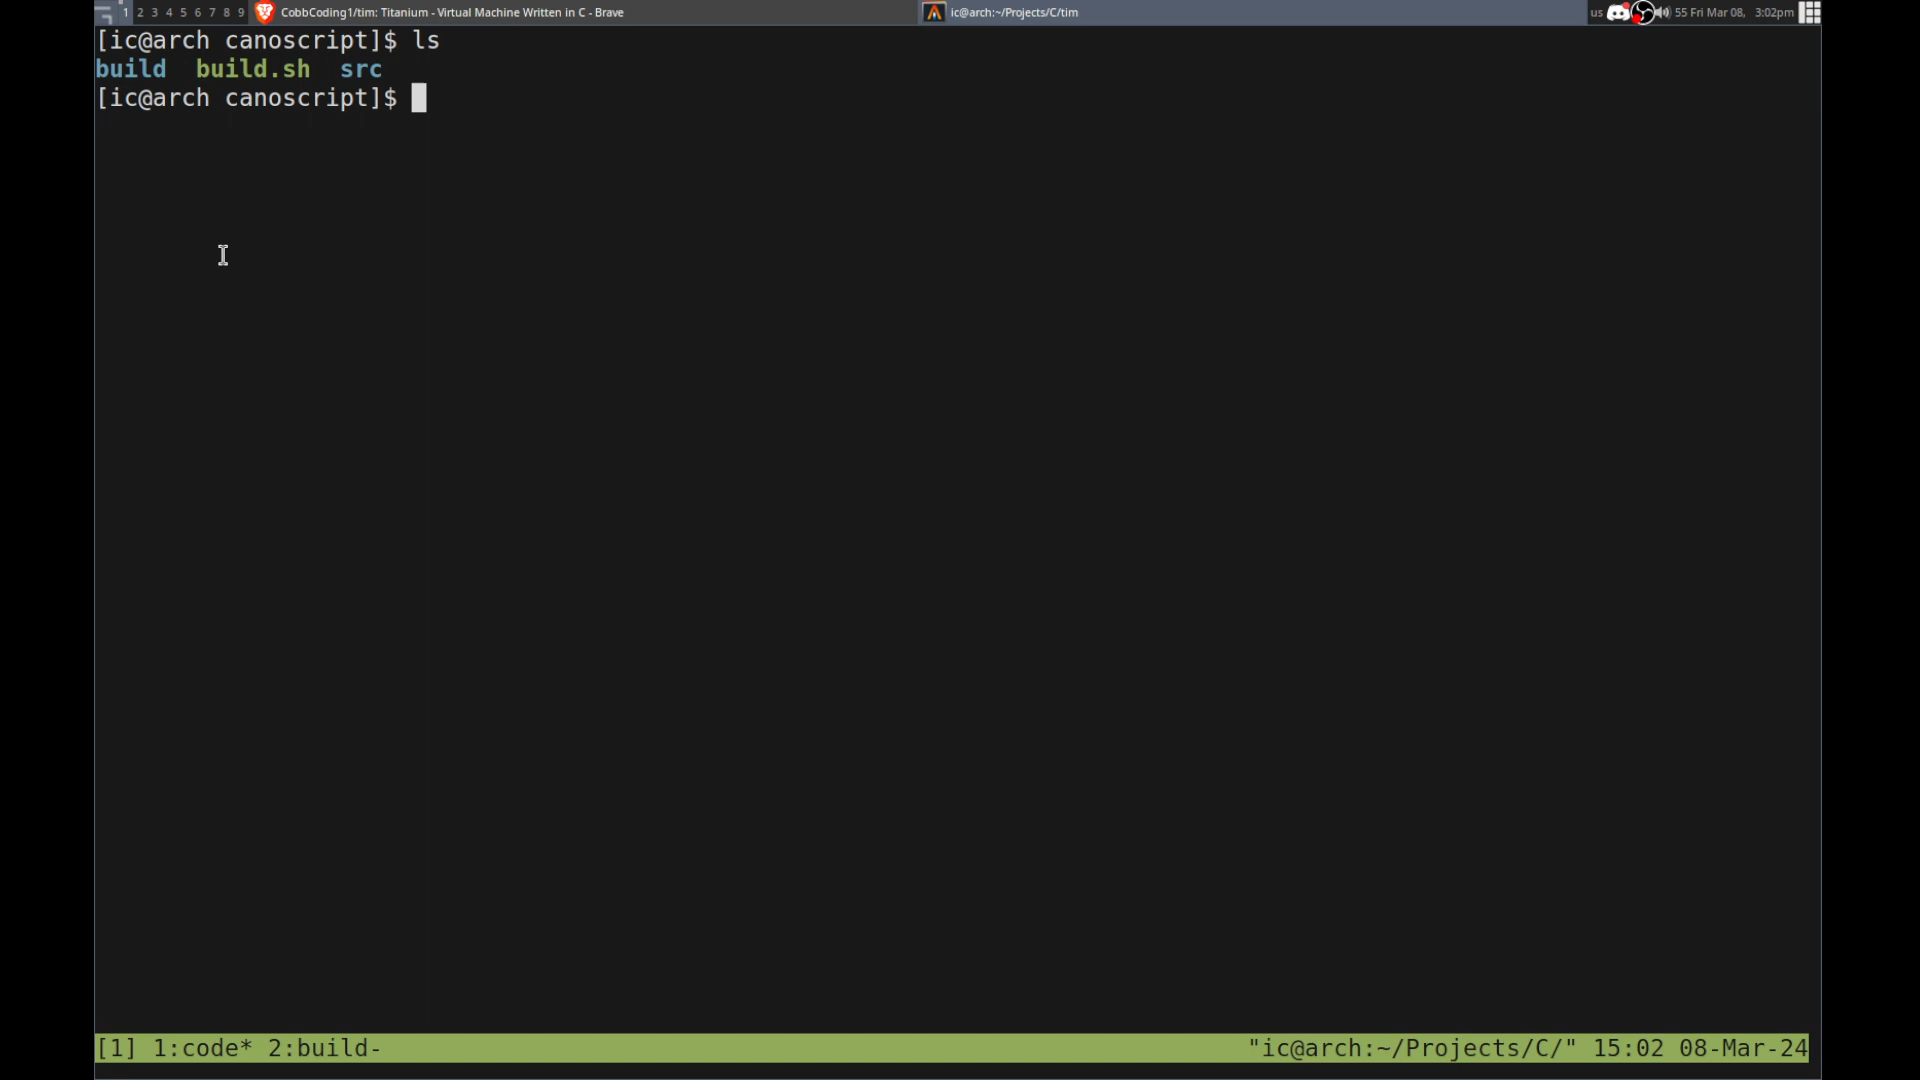 1 2 3 4 5 6 7 8 9 CobbCoding1/tim: Titanium - Virtual Machine Written in C - Brave ic@arch:~/Projects/C/tim us 55 Fri Mar 08, 3:02pm
[ic@arch canoscript]$ ls
build build.sh src
[ic@arch canoscript]$
[1] 1:code* 2:build- "ic@arch:~/Projects/C/" 15:02 08-Mar-24